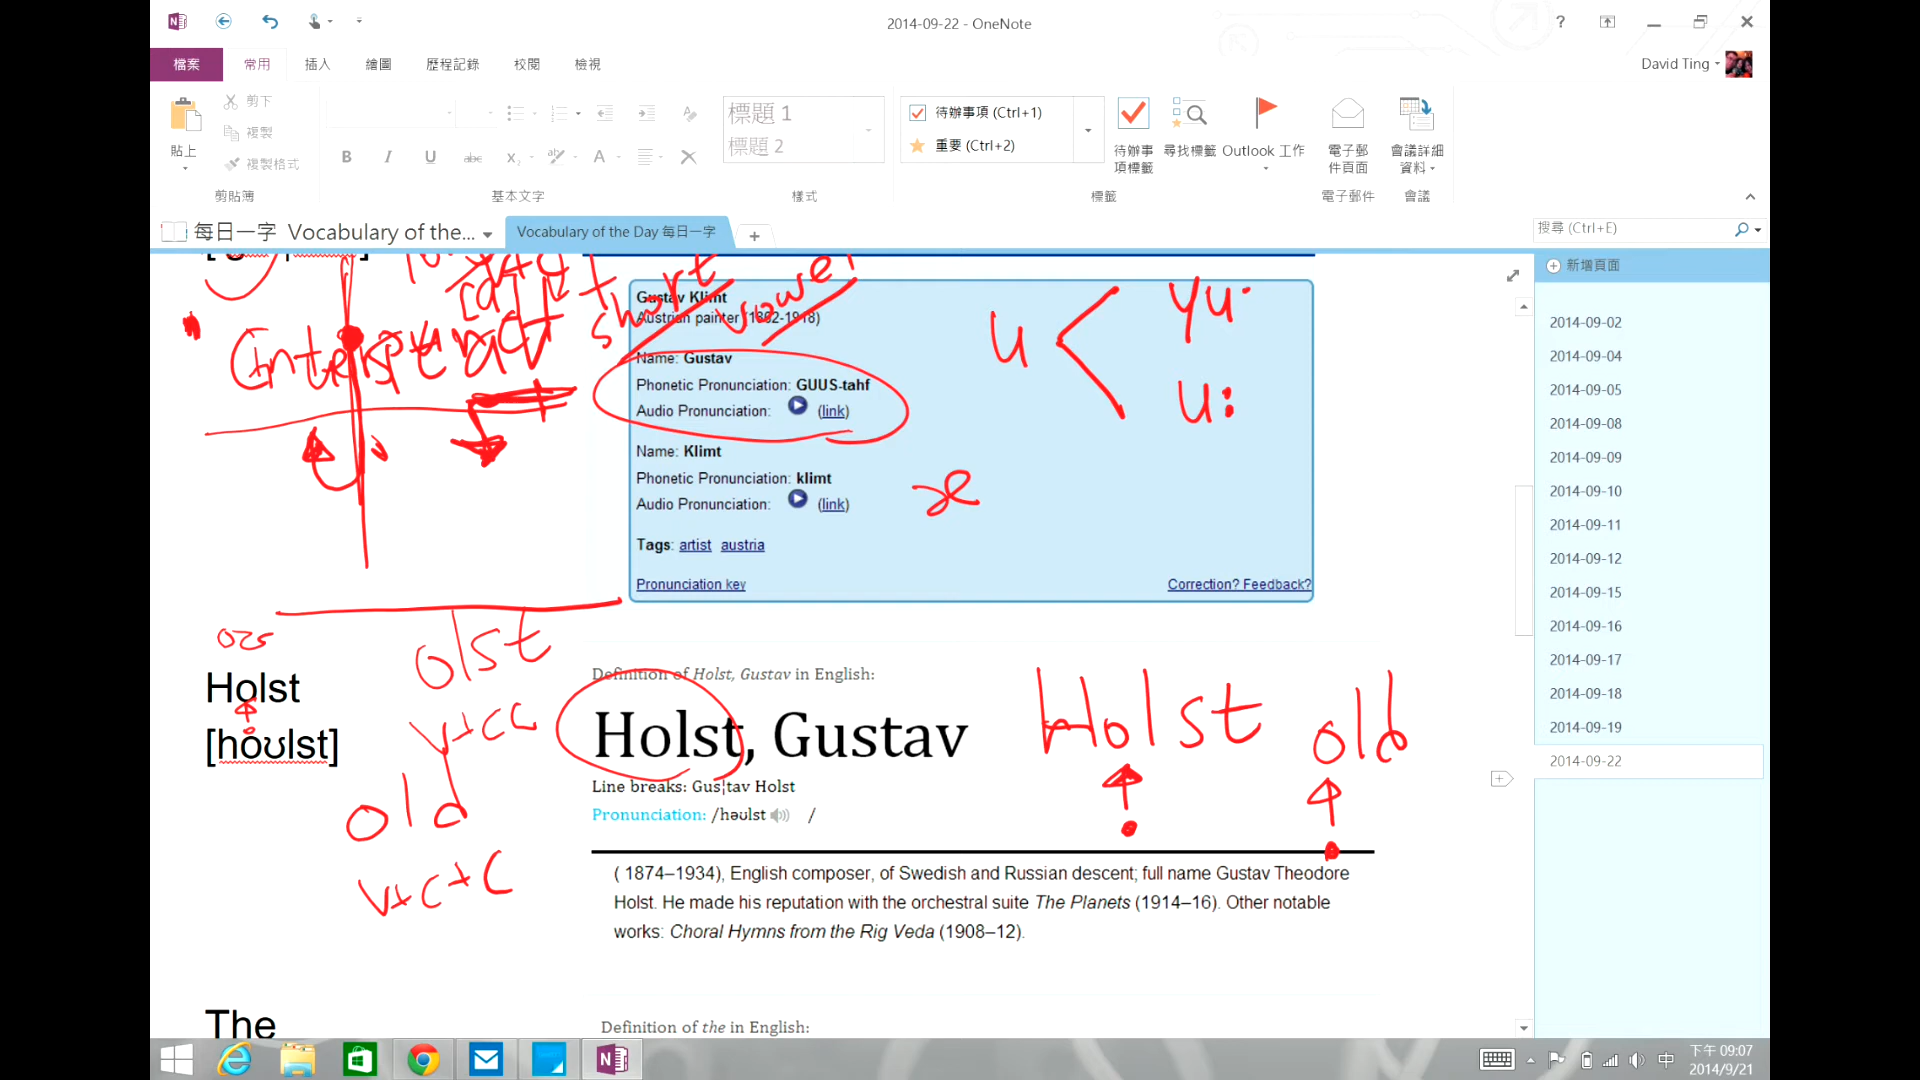 2014-09-22 - OneNote
?
檔案 常用 插入 繪圖 歷程記錄 校閱 檢視
David Ting
貼上
剪下
複製
複製格式
剪貼簿
B I U abc X₂ A
基本文字
標題 1
標題 2
樣式
待辦事項 (Ctrl+1)
重要 (Ctrl+2)
待辦事項標籤
尋找標籤
Outlook 工作
標籤
電子郵件頁面
電子郵件
會議詳細資料
會議
每日一字 Vocabulary of the...
Vocabulary of the Day 每日一字
搜尋 (Ctrl+E)
新增頁面
2014-09-02
2014-09-04
2014-09-05
2014-09-08
2014-09-09
2014-09-10
2014-09-11
2014-09-12
2014-09-15
2014-09-16
2014-09-17
2014-09-18
2014-09-19
2014-09-22
short vowel
Gustav Klimt
Austrian painter (1862-1918)
Name: Gustav
Phonetic Pronunciation: GUUS-tahf
Audio Pronunciation: (link)
Name: Klimt
Phonetic Pronunciation: klimt
Audio Pronunciation: (link)
Tags: artist austria
Pronunciation key
Correction? Feedback?
u
yu:
u:
olst
v+cc
old
v+c+c
Holst
[hoʊlst]
Definition of Holst, Gustav in English:
Holst, Gustav
Holst old
Line breaks: Gus¦tav Holst
Pronunciation: /həʊlst /
( 1874–1934), English composer, of Swedish and Russian descent; full name Gustav Theodore
Holst. He made his reputation with the orchestral suite The Planets (1914–16). Other notable
works: Choral Hymns from the Rig Veda (1908–12).
The
Definition of the in English:
中
下午 09:07
2014/9/21